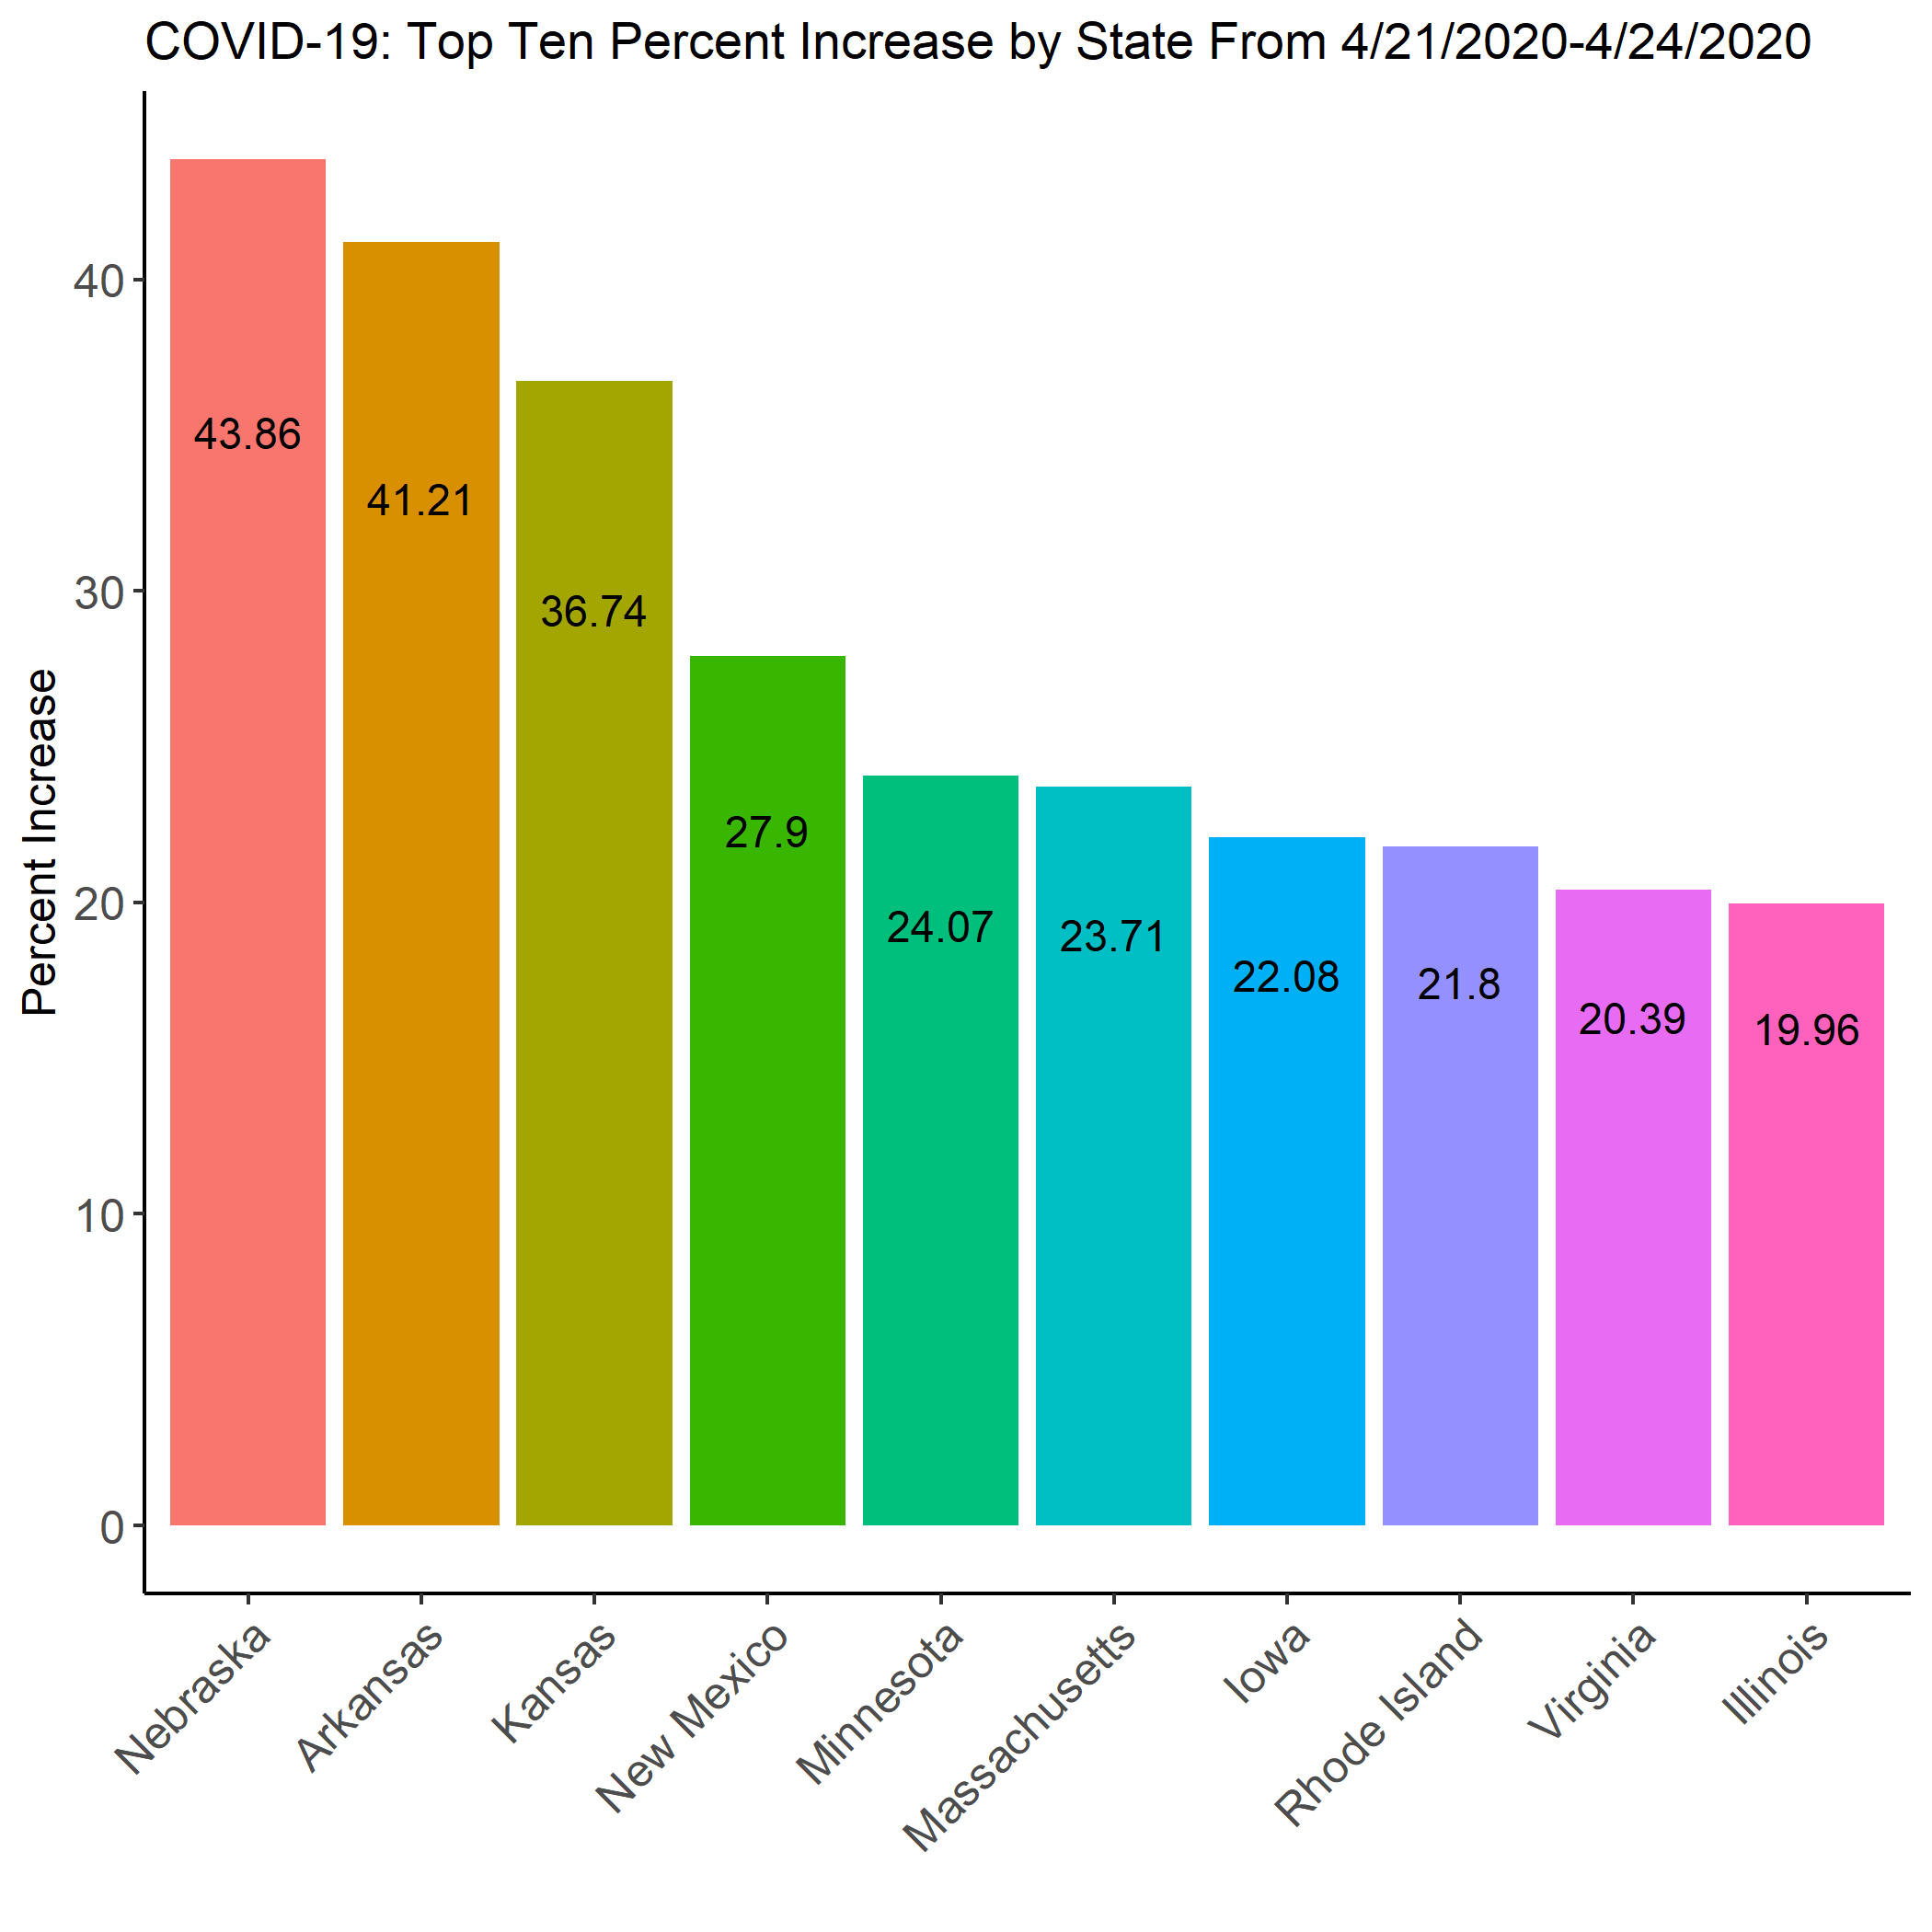 COVID-19: Top Ten Percent Increase by State From 4/21/2020-4/24/2020
Percent Increase
40
30
20
10
0
43.86
41.21
36.74
27.9
24.07
23.71
22.08
21.8
20.39
19.96
Nebraska
Arkansas
Kansas
New Mexico
Minnesota
Massachusetts
Iowa
Rhode Island
Virginia
Illinois